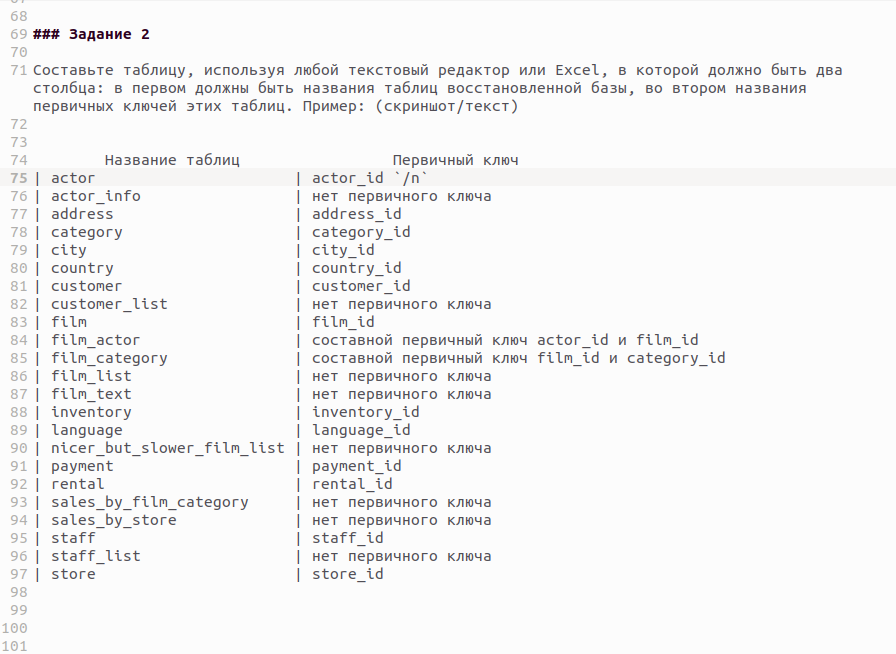 68
69 ### Задание 2
70
71 Составьте таблицу, используя любой текстовый редактор или Excel, в которой должно быть два
столбца: в первом должны быть названия таблиц восстановленной базы, во втором названия
первичных ключей этих таблиц. Пример: (скриншот/текст)
72
73
74 Название таблиц Первичный ключ
75 | actor | actor_id `/n`
76 | actor_info | нет первичного ключа
77 | address | address_id
78 | category | category_id
79 | city | city_id
80 | country | country_id
81 | customer | customer_id
82 | customer_list | нет первичного ключа
83 | film | film_id
84 | film_actor | составной первичный ключ actor_id и film_id
85 | film_category | составной первичный ключ film_id и category_id
86 | film_list | нет первичного ключа
87 | film_text | нет первичного ключа
88 | inventory | inventory_id
89 | language | language_id
90 | nicer_but_slower_film_list | нет первичного ключа
91 | payment | payment_id
92 | rental | rental_id
93 | sales_by_film_category | нет первичного ключа
94 | sales_by_store | нет первичного ключа
95 | staff | staff_id
96 | staff_list | нет первичного ключа
97 | store | store_id
98
99
100
101